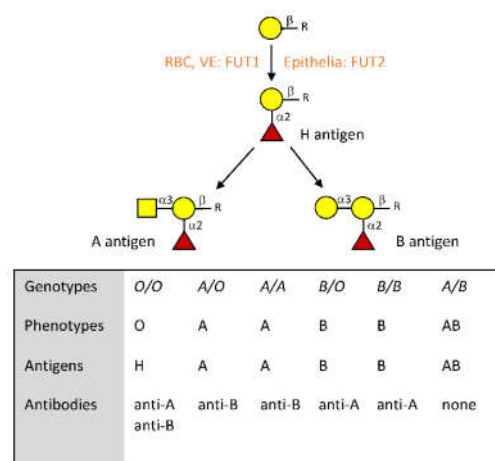 β
R
RBC, VE: FUT1 Epithelia: FUT2
β
R
α2
H antigen
α3 β
R
α2
A antigen
α3 β
R
α2
B antigen
Genotypes O/O A/O A/A B/O B/B A/B
Phenotypes O A A B B AB
Antigens H A A B B AB
Antibodies anti-A anti-B anti-B anti-A anti-A none
anti-B